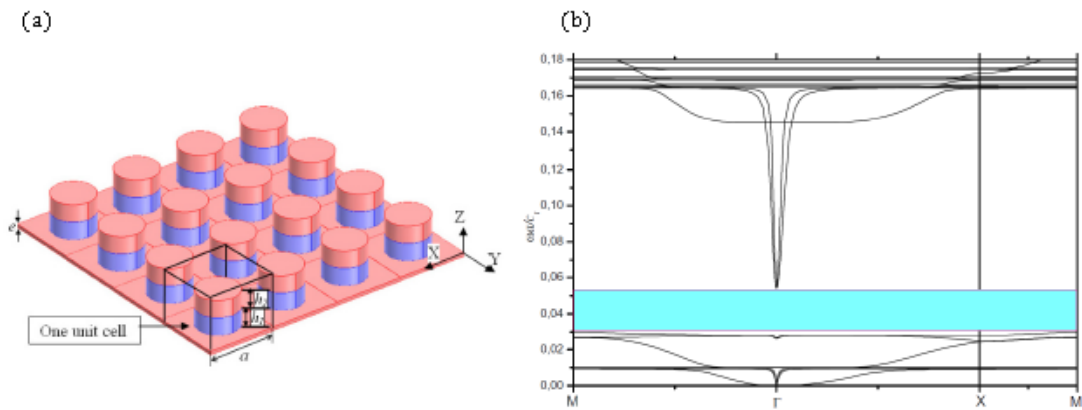 (a)
(b)
e
Z
X
Y
One unit cell
a
0,18
0,16
0,14
0,12
0,10
0,08
0,06
0,04
0,02
0,00
M
Γ
X
M